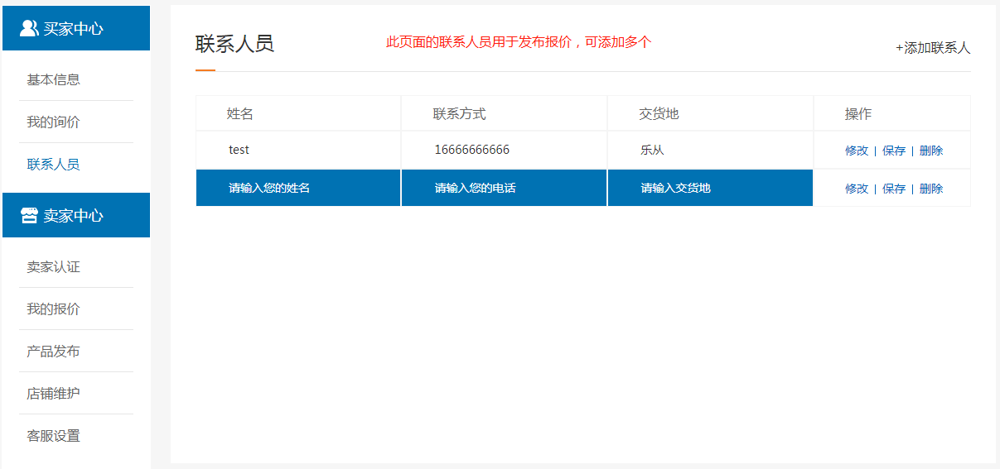 买家中心
基本信息
我的询价
联系人员
卖家中心
卖家认证
我的报价
产品发布
店铺维护
客服设置
联系人员
此页面的联系人员用于发布报价，可添加多个
+添加联系人
姓名 联系方式 交货地 操作
test 16666666666 乐从 修改 | 保存 | 删除
请输入您的姓名 请输入您的电话 请输入交货地 修改 | 保存 | 删除